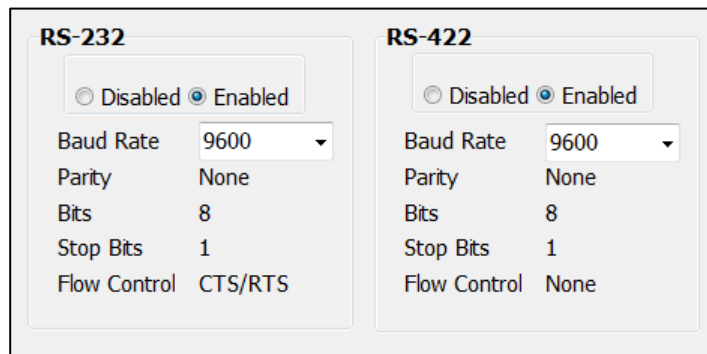 RS-232
Disabled Enabled
Baud Rate 9600
Parity None
Bits 8
Stop Bits 1
Flow Control CTS/RTS
RS-422
Disabled Enabled
Baud Rate 9600
Parity None
Bits 8
Stop Bits 1
Flow Control None